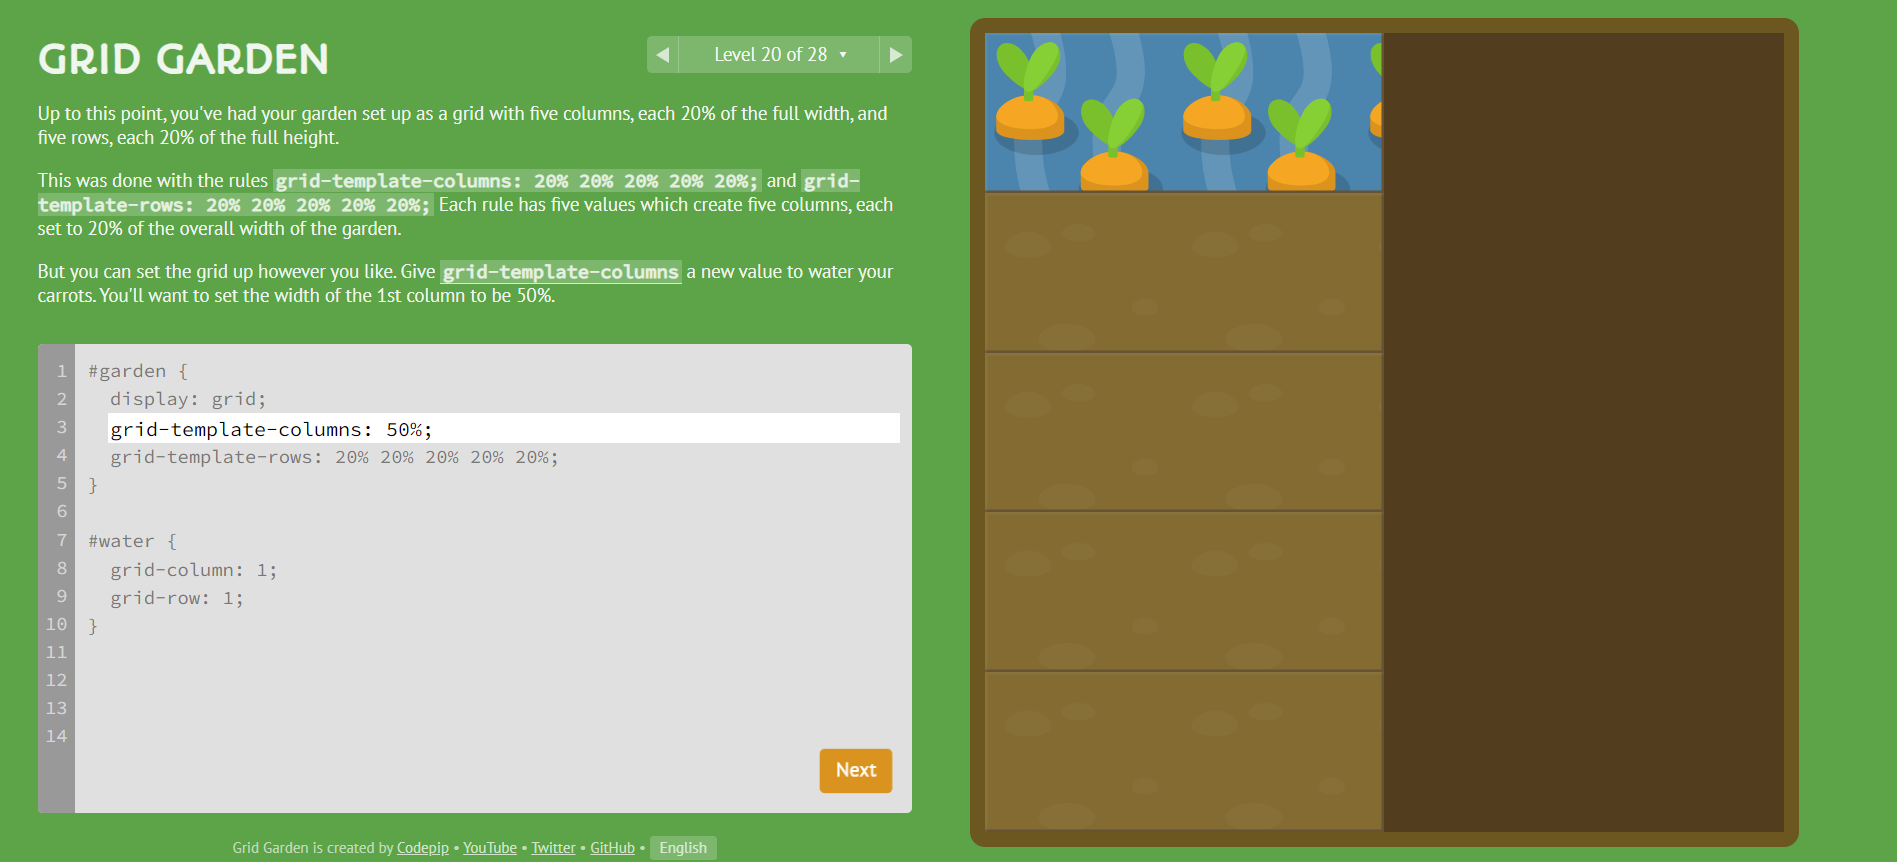 GRID GARDEN
◀ Level 20 of 28 ▾ ▶
Up to this point, you've had your garden set up as a grid with five columns, each 20% of the full width, and
five rows, each 20% of the full height.
This was done with the rules grid-template-columns: 20% 20% 20% 20% 20%; and grid-
template-rows: 20% 20% 20% 20% 20%; Each rule has five values which create five columns, each
set to 20% of the overall width of the garden.
But you can set the grid up however you like. Give grid-template-columns a new value to water your
carrots. You'll want to set the width of the 1st column to be 50%.
1 #garden {
2 display: grid;
3 grid-template-columns: 50%;
4 grid-template-rows: 20% 20% 20% 20% 20%;
5 }
6
7 #water {
8 grid-column: 1;
9 grid-row: 1;
10 }
11
12
13
14
Next
Grid Garden is created by Codepip • YouTube • Twitter • GitHub • English